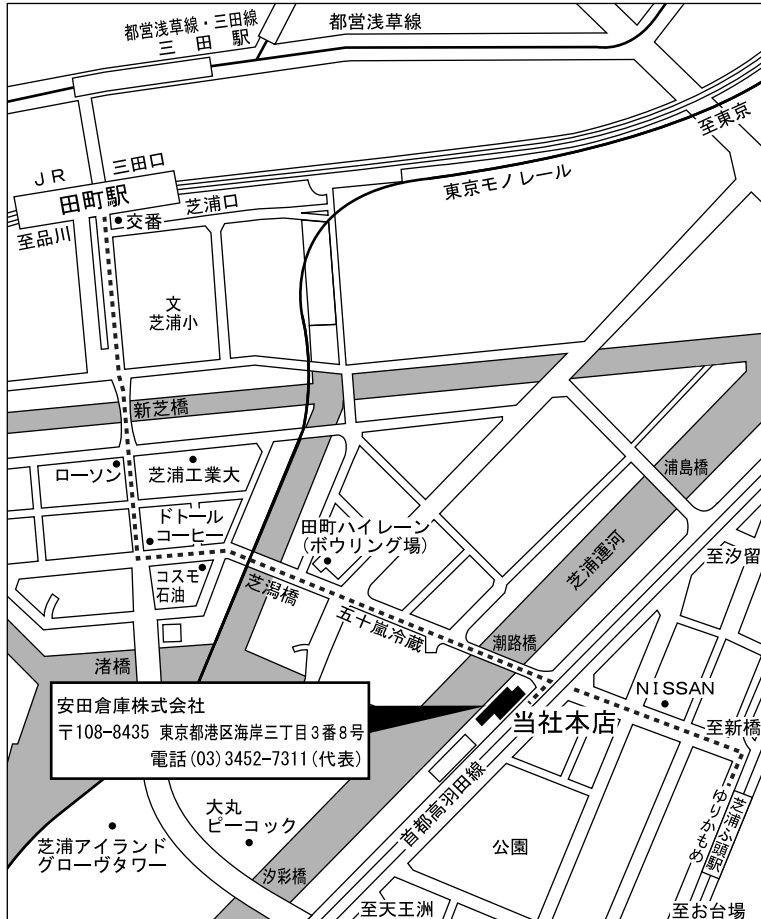 都営浅草線・三田線
三田駅
都営浅草線
至東京
JR
三田口
田町駅
東京モノレール
芝浦口
交番
至品川
文
芝浦小
新芝橋
浦島橋
ローソン
芝浦工業大
ドトール
コーヒー
田町ハイレーン
(ボウリング場)
芝浦運河
至汐留
コスモ
石油
芝潟橋
五十嵐冷蔵
潮路橋
渚橋
NISSAN
安田倉庫株式会社
〒108-8435 東京都港区海岸三丁目3番8号
電話(03)3452-7311(代表)
当社本店
至新橋
首都高羽田線
ゆりかもめ
芝浦ふ頭駅
大丸
ピーコック
芝浦アイランド
グローヴタワー
公園
汐彩橋
至天王洲
至お台場